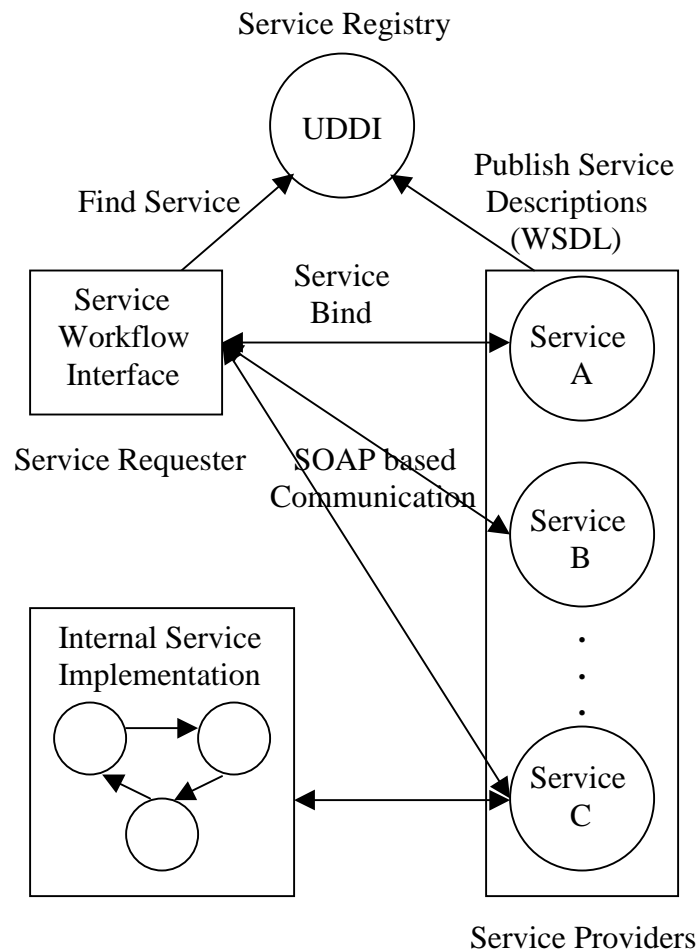 Service Registry
UDDI
Publish Service
Descriptions
(WSDL)
Find Service
Service
Bind
Service
Workflow
Interface
Service
A
Service Requester
SOAP based
Communication
Service
B
Internal Service
Implementation
Service
C
Service Providers